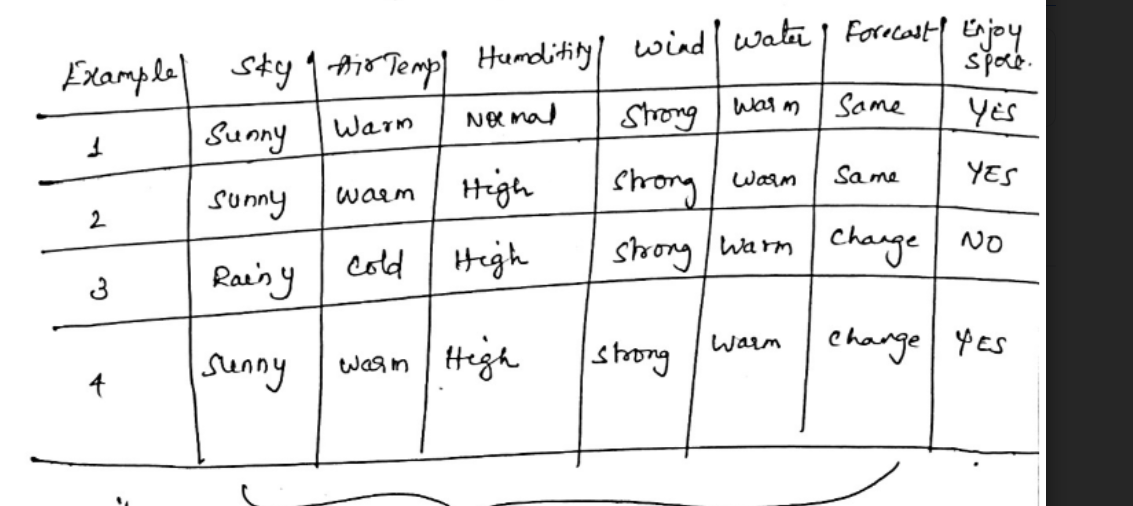 Example Sky Air Temp Humditity Wind Water Forecast Enjoy Sport.
1 Sunny Warm Normal Strong Warm Same YES
2 Sunny Warm High Strong Warm Same YES
3 Rainy Cold High Strong Warm Change NO
4 Sunny Warm High Strong Warm Change YES